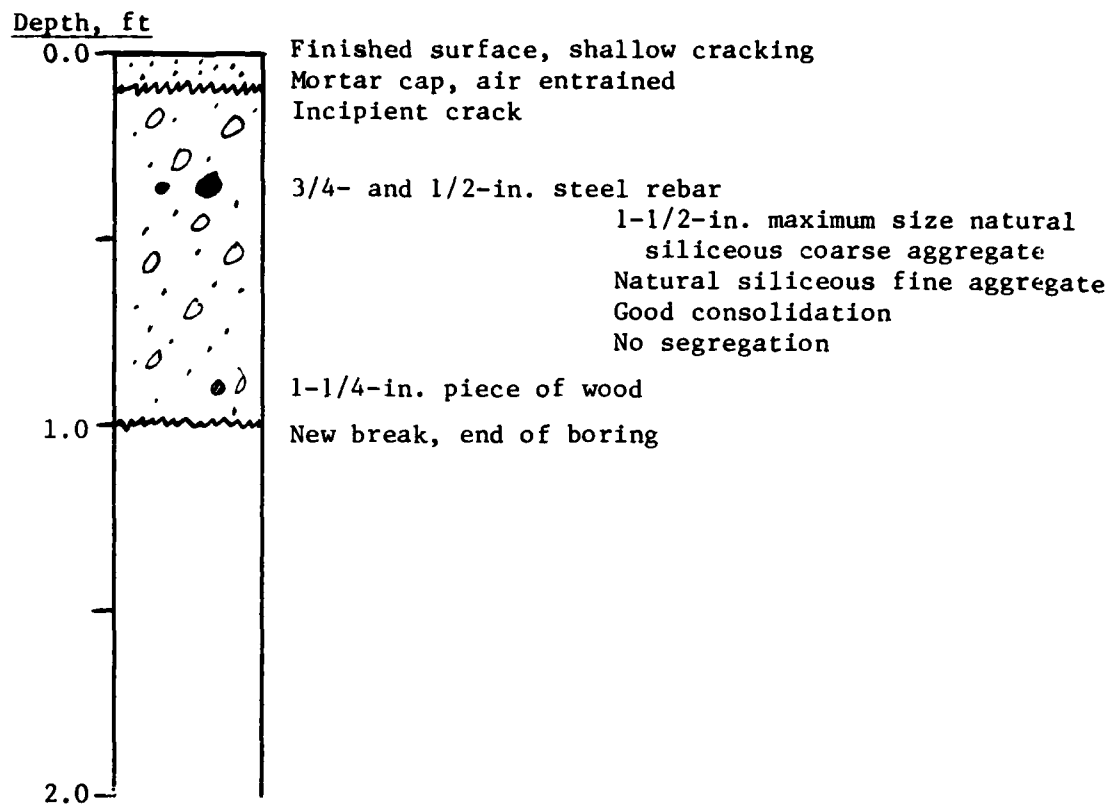 Depth, ft
0.0
Finished surface, shallow cracking
Mortar cap, air entrained
Incipient crack
3/4- and 1/2-in. steel rebar
1-1/2-in. maximum size natural
siliceous coarse aggregate
Natural siliceous fine aggregate
Good consolidation
No segregation
1-1/4-in. piece of wood
1.0
New break, end of boring
2.0